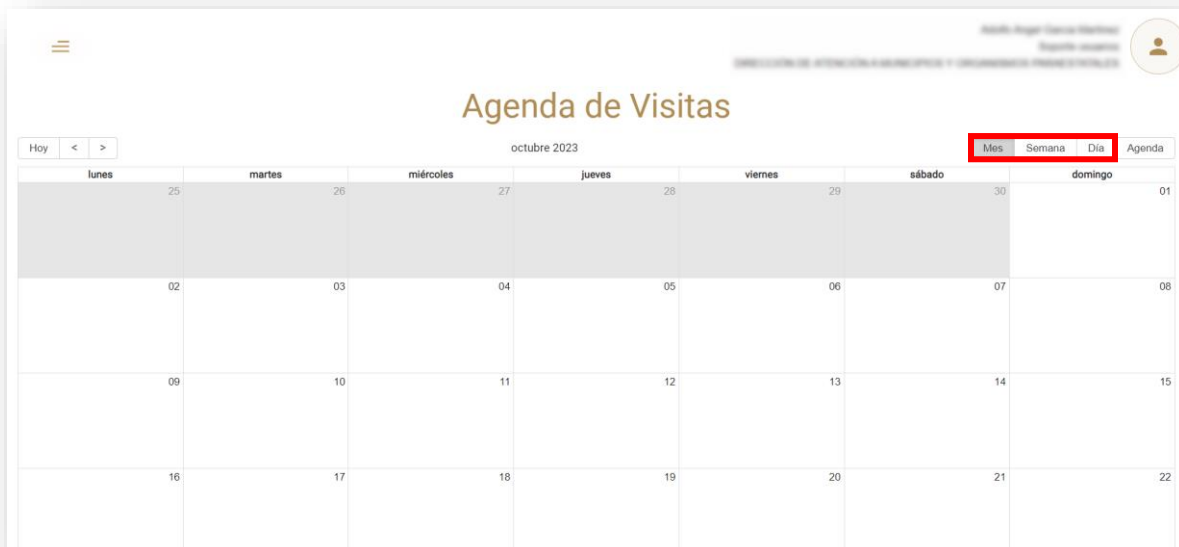 Agenda de Visitas
Hoy < > octubre 2023 Mes Semana Día Agenda
lunes martes miércoles jueves viernes sábado domingo
25 26 27 28 29 30 01
02 03 04 05 06 07 08
09 10 11 12 13 14 15
16 17 18 19 20 21 22